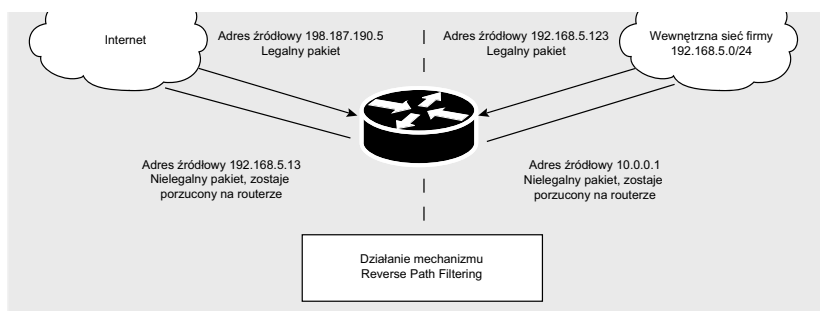 Internet
Adres źródłowy 198.187.190.5
Legalny pakiet
Adres źródłowy 192.168.5.123
Legalny pakiet
Wewnętrzna sieć firmy
192.168.5.0/24
Adres źródłowy 192.168.5.13
Nielegalny pakiet, zostaje
porzucony na routerze
Adres źródłowy 10.0.0.1
Nielegalny pakiet, zostaje
porzucony na routerze
Działanie mechanizmu
Reverse Path Filtering